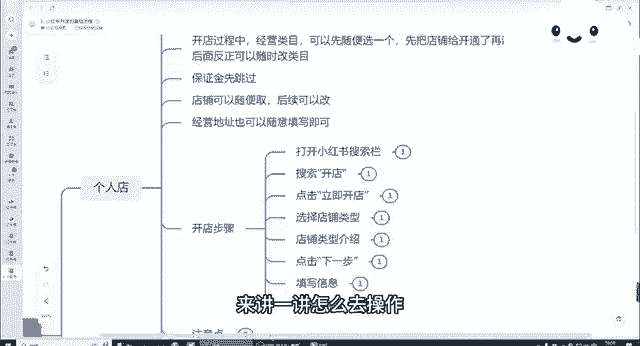 开店过程中，经营类目，可以先随便选一个，先把店铺给开通了再
后面反正可以随时改类目
保证金先跳过
店铺可以随便取，后续可以改
经营地址也可以随意填写即可
个人店
开店步骤
打开小红书搜索栏 1
搜索“开店” 1
点击“立即开店” 1
选择店铺类型 1
店铺类型介绍 1
点击“下一步” 1
填写信息 1
来讲一讲怎么去操作
注意点